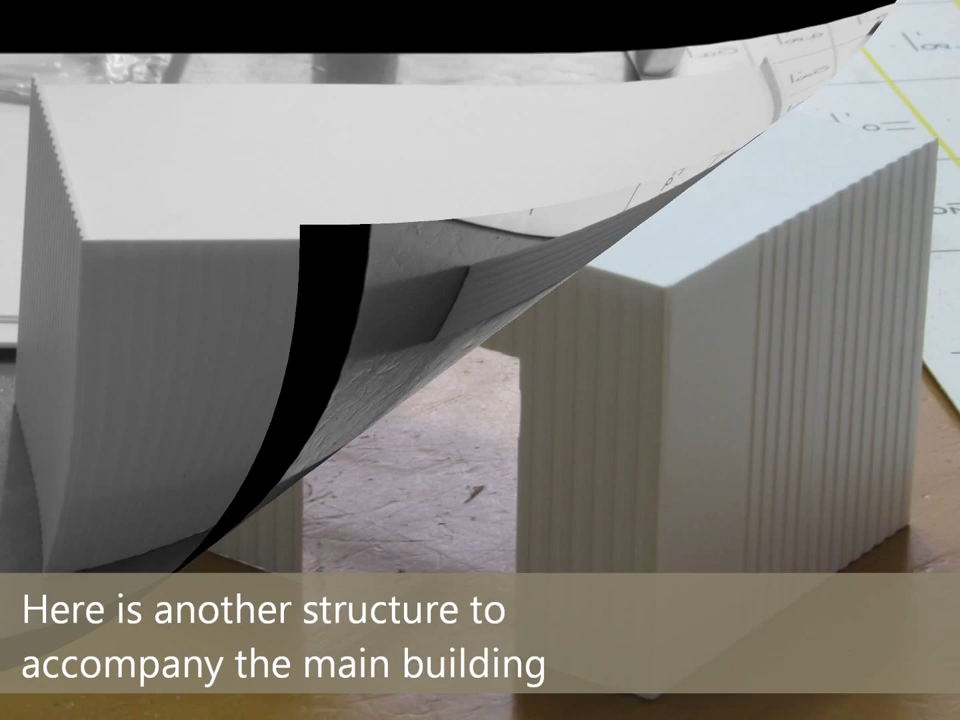 Here is another structure to
accompany the main building